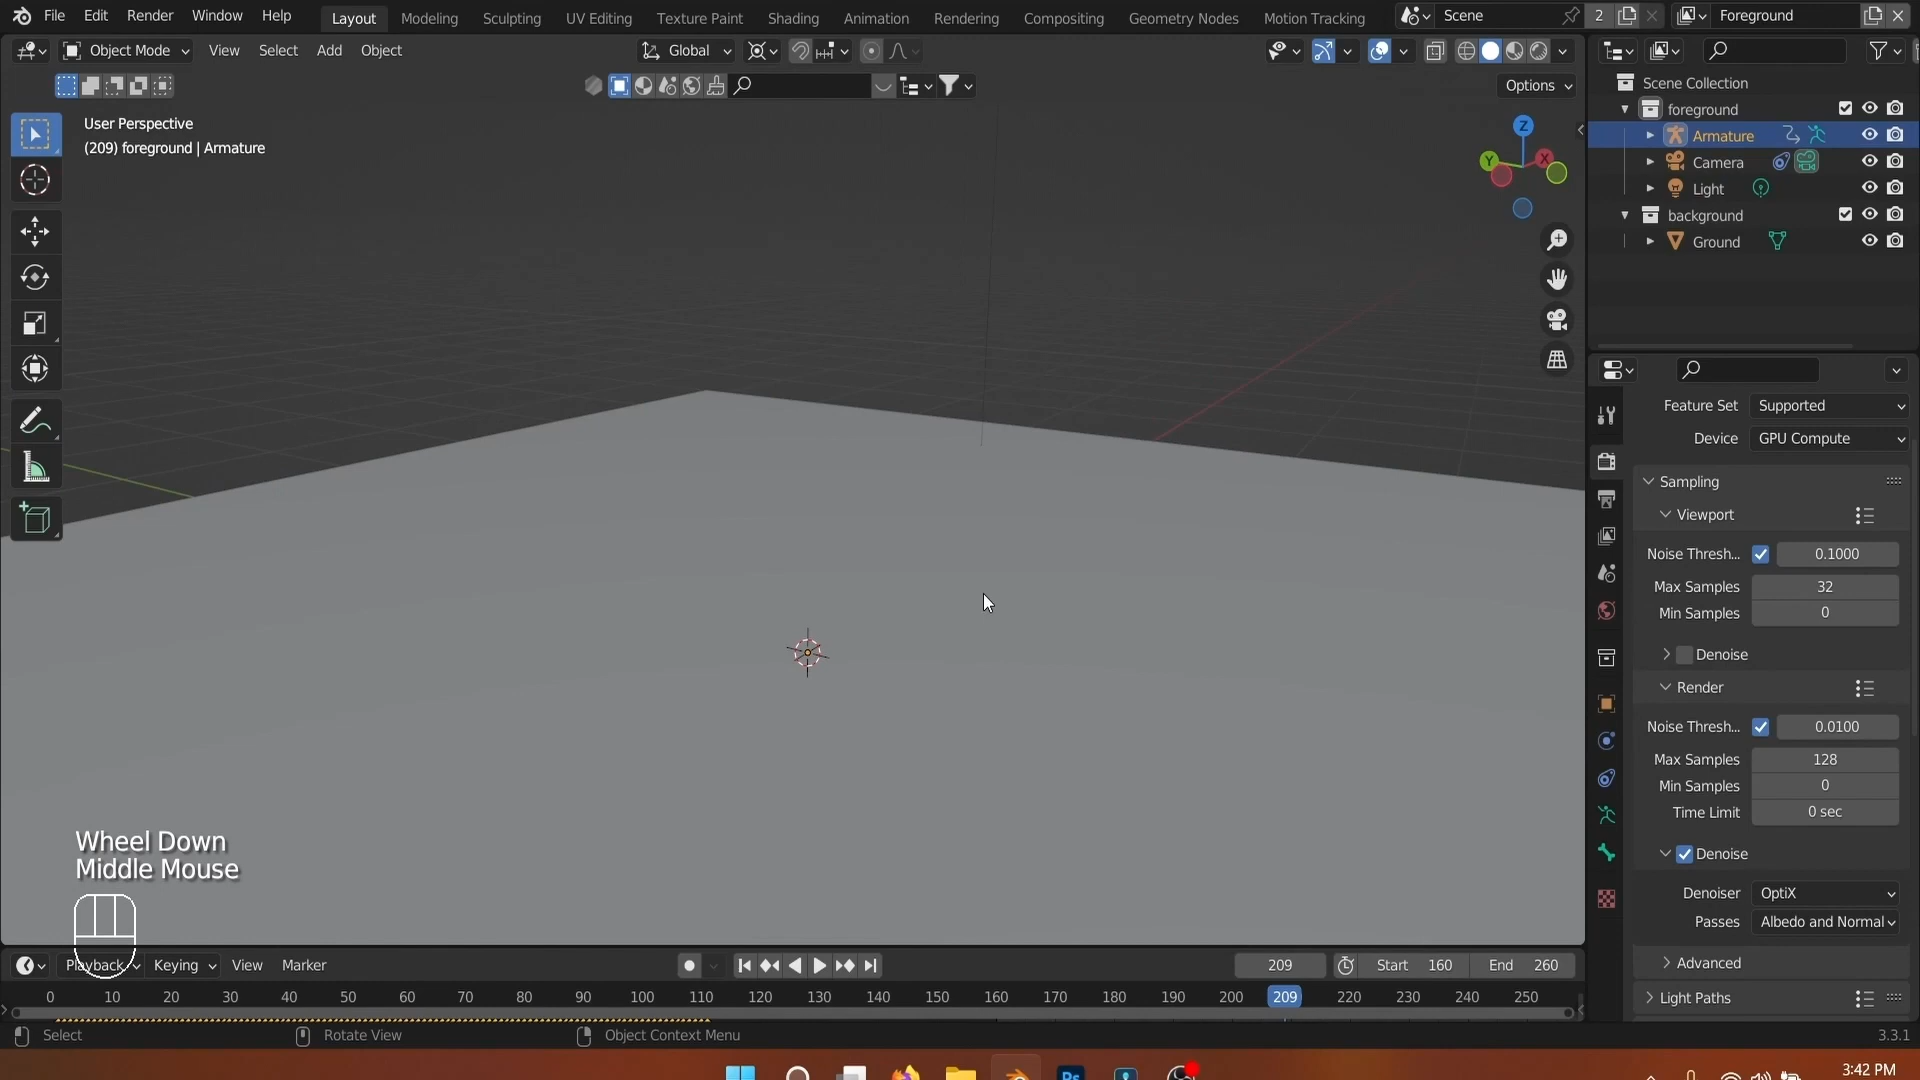 File Edit Render Window Help Layout Modeling Sculpting UV Editing Texture Paint Shading Animation Rendering Compositing Geometry Nodes Motion Tracking Scene 2 Foreground
Object Mode View Select Add Object Global
Options
User Perspective
(209) foreground | Armature
Z
Y
X
Scene Collection
foreground
Armature
Camera
Light
background
Ground
Feature Set Supported
Device GPU Compute
Sampling
Viewport
Noise Thresh... 0.1000
Max Samples 32
Min Samples 0
Denoise
Render
Noise Thresh... 0.0100
Max Samples 128
Min Samples 0
Time Limit 0 sec
Denoise
Denoiser OptiX
Passes Albedo and Normal
Advanced
Light Paths
Wheel Down
Middle Mouse
Playback Keying View Marker 209 Start 160 End 260
0 10 20 30 40 50 60 70 80 90 100 110 120 130 140 150 160 170 180 190 200 209 220 230 240 250
Select Rotate View Object Context Menu 3.3.1
Ps
3:42 PM